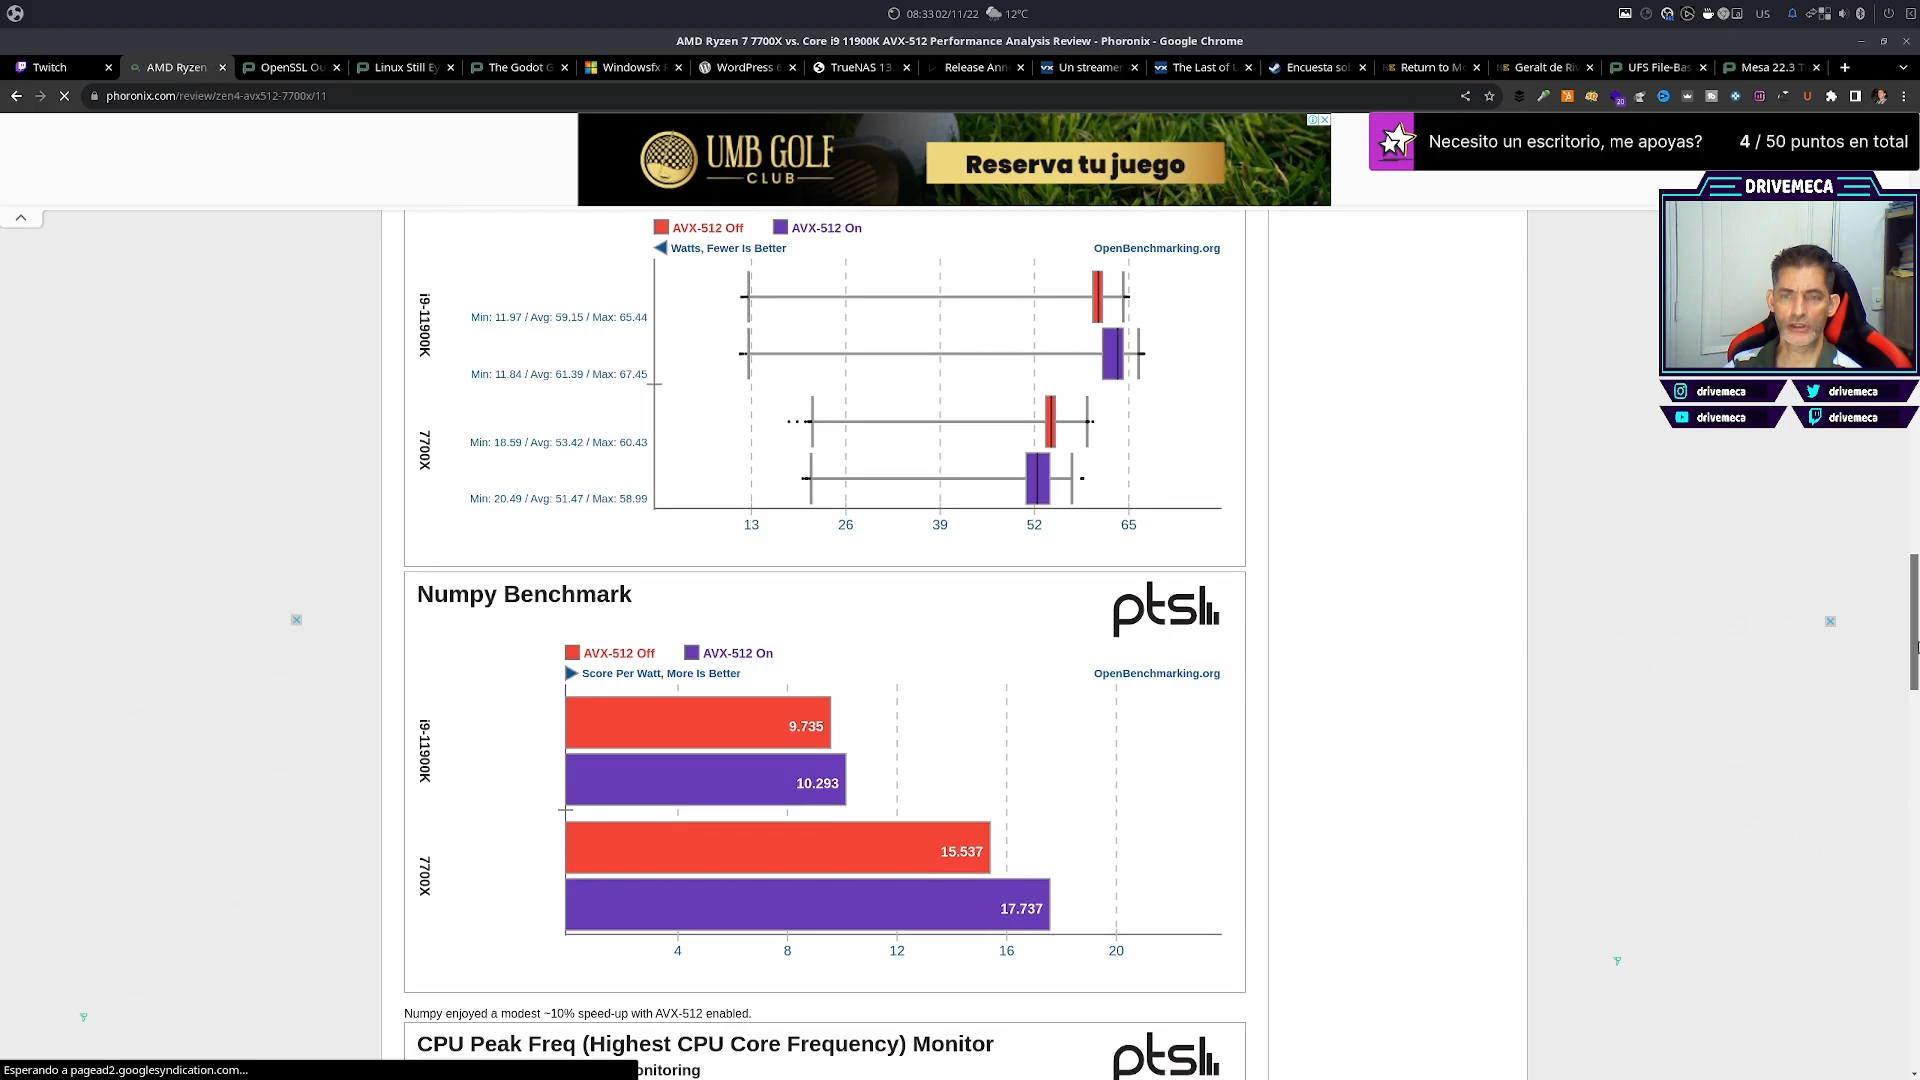 08:33 02/11/22
12°C
US
AMD Ryzen 7 7700X vs. Core i9 11900K AVX-512 Performance Analysis Review - Phoronix - Google Chrome
Twitch
AMD Ryzen
OpenSSL Ou
Linux Still Ey
The Godot G
Windowsfx
WordPress
TrueNAS 13.
Release Ann
Un streamer
The Last of
Encuesta so
Return to M
Geralt de Riv
UFS File-Bas
Mesa 22.3 T
phoronix.com/review/zen4-avx512-7700x/11
20
UMB GOLF
CLUB
Reserva tu juego
Necesito un escritorio, me apoyas?
4 / 50 puntos en total
DRIVEMECA
drivemeca
drivemeca
drivemeca
drivemeca
AVX-512 Off
AVX-512 On
Watts, Fewer Is Better
OpenBenchmarking.org
i9-11900K
Min: 11.97 / Avg: 59.15 / Max: 65.44
Min: 11.84 / Avg: 61.39 / Max: 67.45
7700X
Min: 18.59 / Avg: 53.42 / Max: 60.43
Min: 20.49 / Avg: 51.47 / Max: 58.99
13 26 39 52 65
Numpy Benchmark
ptsl
AVX-512 Off
AVX-512 On
Score Per Watt, More Is Better
OpenBenchmarking.org
i9-11900K
9.735
10.293
7700X
15.537
17.737
4 8 12 16 20
Numpy enjoyed a modest ~10% speed-up with AVX-512 enabled.
CPU Peak Freq (Highest CPU Core Frequency) Monitor
ptsl
onitoring
Esperando a pagead2.googlesyndication.com...